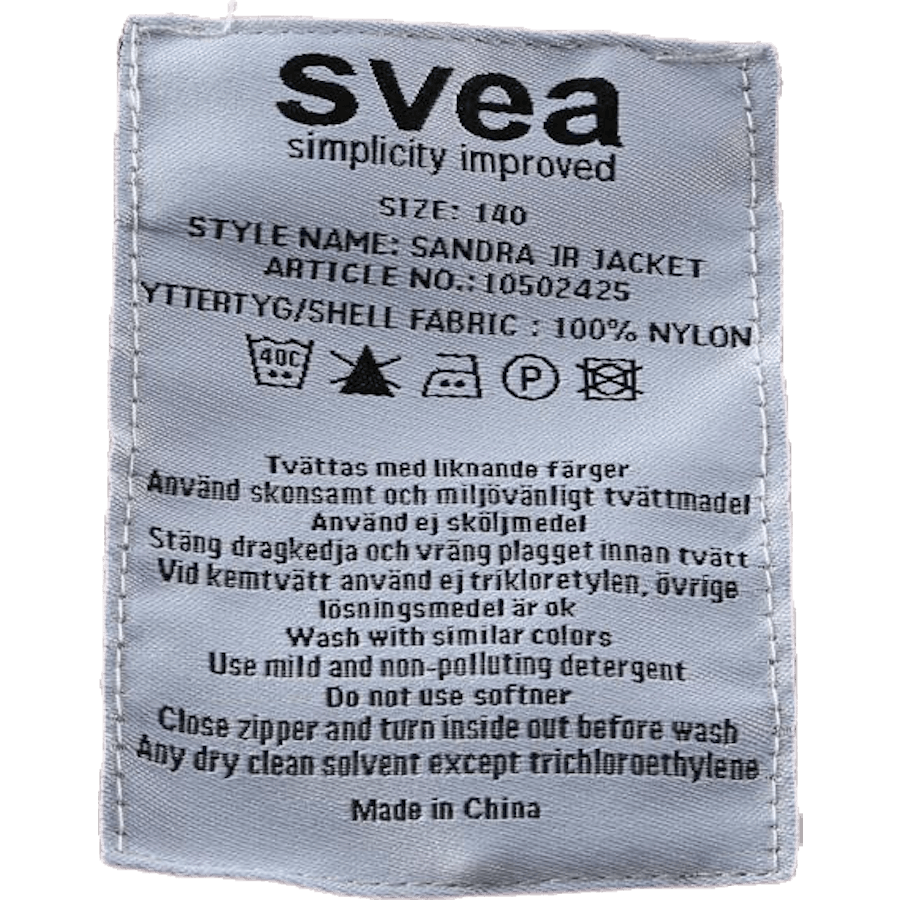 svea
simplicity improved
SIZE: 140
STYLE NAME: SANDRA JR JACKET
ARTICLE NO.: 10502425
YTTERTYG/SHELL FABRIC : 100% NYLON
40C P
Tvättas med liknande färger
Använd skonsamt och miljövänligt tvättmadel
Använd ej sköljmedel
Stäng dragkedja och vräng plagget innan tvätt
Vid kemtvätt använd ej trikloretylen, övrige
lösningsmedel är ok
Wash with similar colors
Use mild and non-polluting detergent
Do not use softner
Close zipper and turn inside out before wash
Any dry clean solvent except trichloroethylene
Made in China